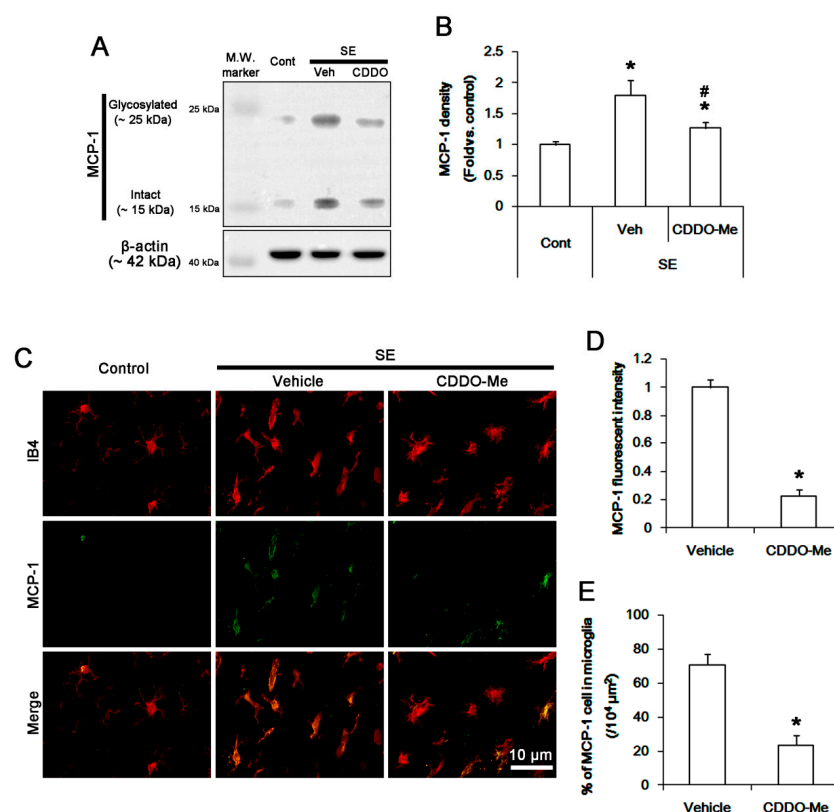 A
M.W.
marker
Cont
SE
Veh
CDDO
MCP-1
Glycosylated
(~ 25 kDa)
25 kDa
Intact
(~ 15 kDa)
15 kDa
β-actin
(~ 42 kDa)
40 kDa
B
MCP-1 density
(Foldvs. control)
2.5
2
1.5
1
0.5
0
*
#
*
Cont
Veh
CDDO-Me
SE
C
Control
SE
Vehicle
CDDO-Me
IB4
MCP-1
Merge
10 µm
D
MCP-1 fluorescent intensity
1.2
1
0.8
0.6
0.4
0.2
0
*
Vehicle
CDDO-Me
E
% of MCP-1 cell in microglia
(/10⁴ µm²)
100
80
60
40
20
0
*
Vehicle
CDDO-Me